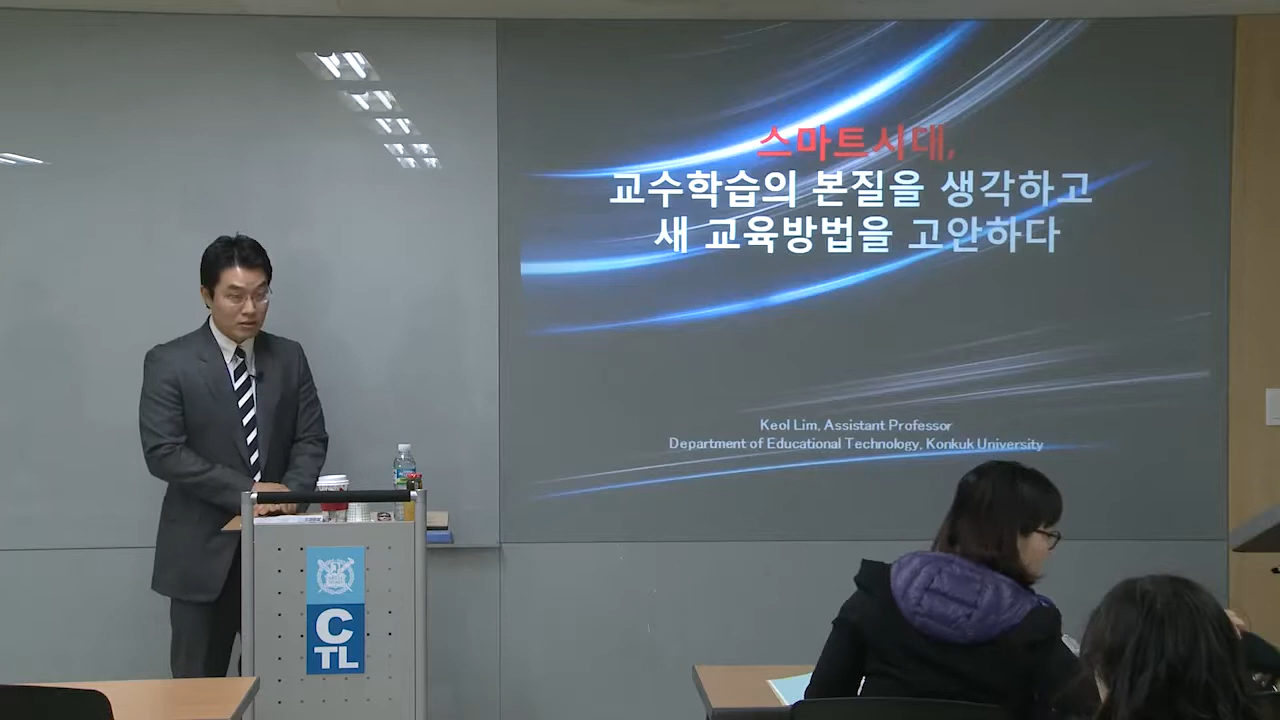 스마트시대,
교수학습의 본질을 생각하고
새 교육방법을 고안하다
Keol Lim, Assistant Professor
Department of Educational Technology, Konkuk University
C
TL